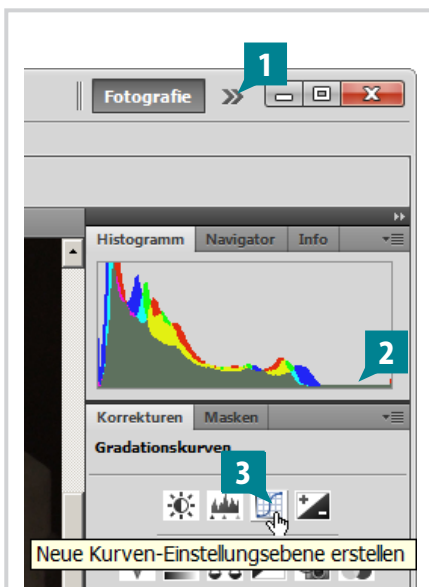 1
Fotografie
Histogramm Navigator Info
2
Korrekturen Masken
Gradationskurven
3
Neue Kurven-Einstellungsebene erstellen